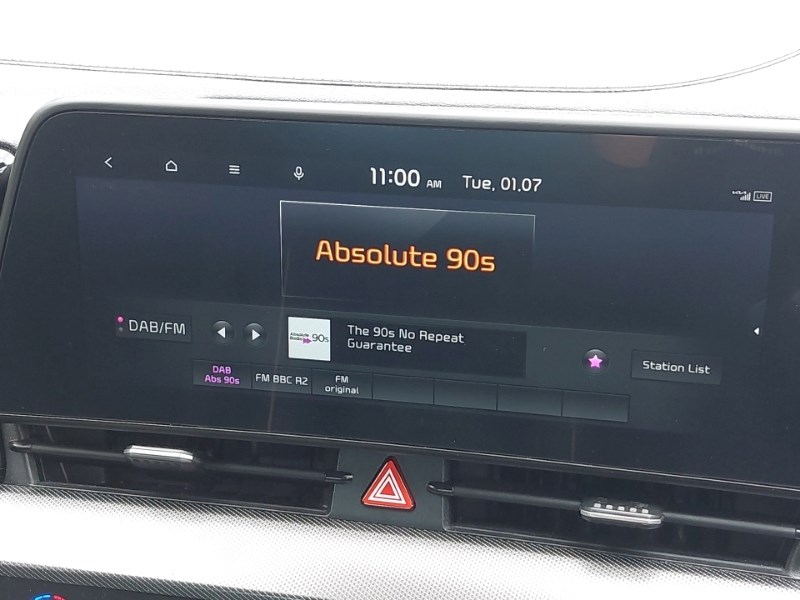 11:00 AM Tue, 01.07
LIVE
Absolute 90s
DAB/FM
Absolute
Radio 90s
The 90s No Repeat
Guarantee
Station List
DAB
Abs 90s
FM BBC R2
FM
original